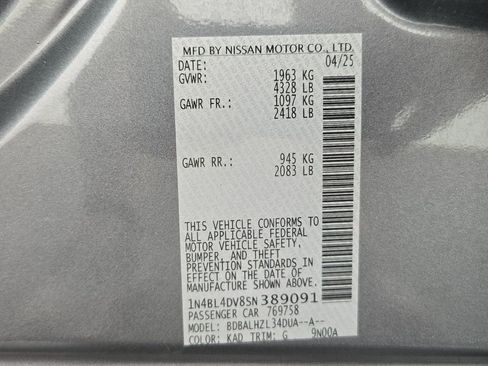 MFD BY NISSAN MOTOR CO., LTD.
DATE: 04/25
GVWR: 1963 KG
4328 LB
GAWR FR.: 1097 KG
2418 LB
GAWR RR.: 945 KG
2083 LB
THIS VEHICLE CONFORMS TO
ALL APPLICABLE FEDERAL
MOTOR VEHICLE SAFETY,
BUMPER, AND THEFT
PREVENTION STANDARDS IN
EFFECT ON THE DATE OF
MANUFACTURE SHOWN ABOVE.
1N4BL4DV8SN389091
PASSENGER CAR 769758
MODEL: BDBALHZL34DUA--A--
COLOR: KAD TRIM: G 9N00A